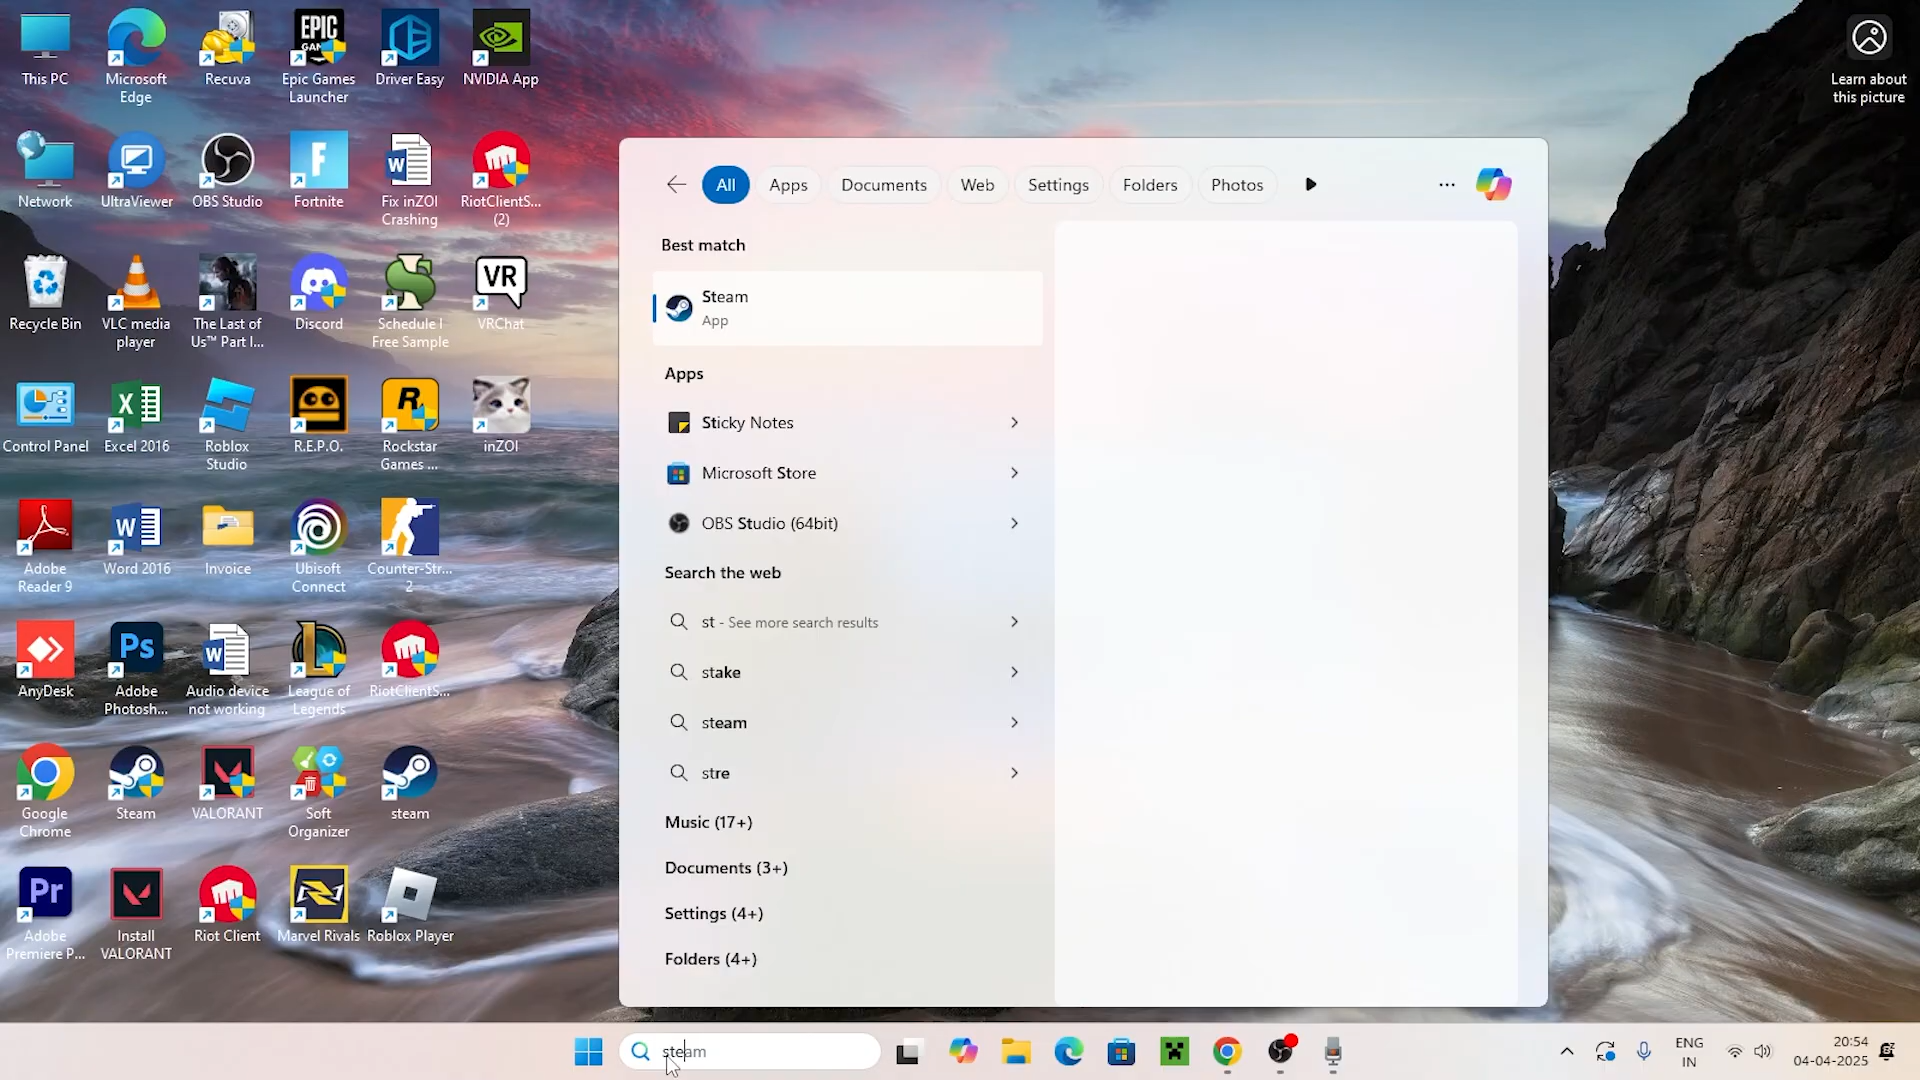 This PC
Microsoft
Edge
Recuva
EPIC
GAMES
Epic Games
Launcher
Driver Easy
NVIDIA App
Learn about
this picture
Network
UltraViewer
OBS Studio
F
Fortnite
W
Fix inZOI
Crashing
RiotClientS...
(2)
Recycle Bin
VLC media
player
The Last of
Us™ Part I...
Discord
Schedule I
Free Sample
VR
VRChat
Control Panel
X
Excel 2016
Roblox
Studio
R.E.P.O.
R
Rockstar
Games ...
inZOI
Adobe
Reader 9
W
Word 2016
Invoice
Ubisoft
Connect
Counter-Str...
2
AnyDesk
Ps
Adobe
Photosh...
W
Audio device
not working
League of
Legends
RiotClientS...
Google
Chrome
Steam
VALORANT
Soft
Organizer
steam
Pr
Adobe
Premiere P...
Install
VALORANT
Riot Client
Marvel Rivals
Roblox Player
All Apps Documents Web Settings Folders Photos ...
Best match
Steam
App
Apps
Sticky Notes
Microsoft Store
OBS Studio (64bit)
Search the web
st - See more search results
stake
steam
stre
Music (17+)
Documents (3+)
Settings (4+)
Folders (4+)
steam
ENG
IN
20:54
04-04-2025